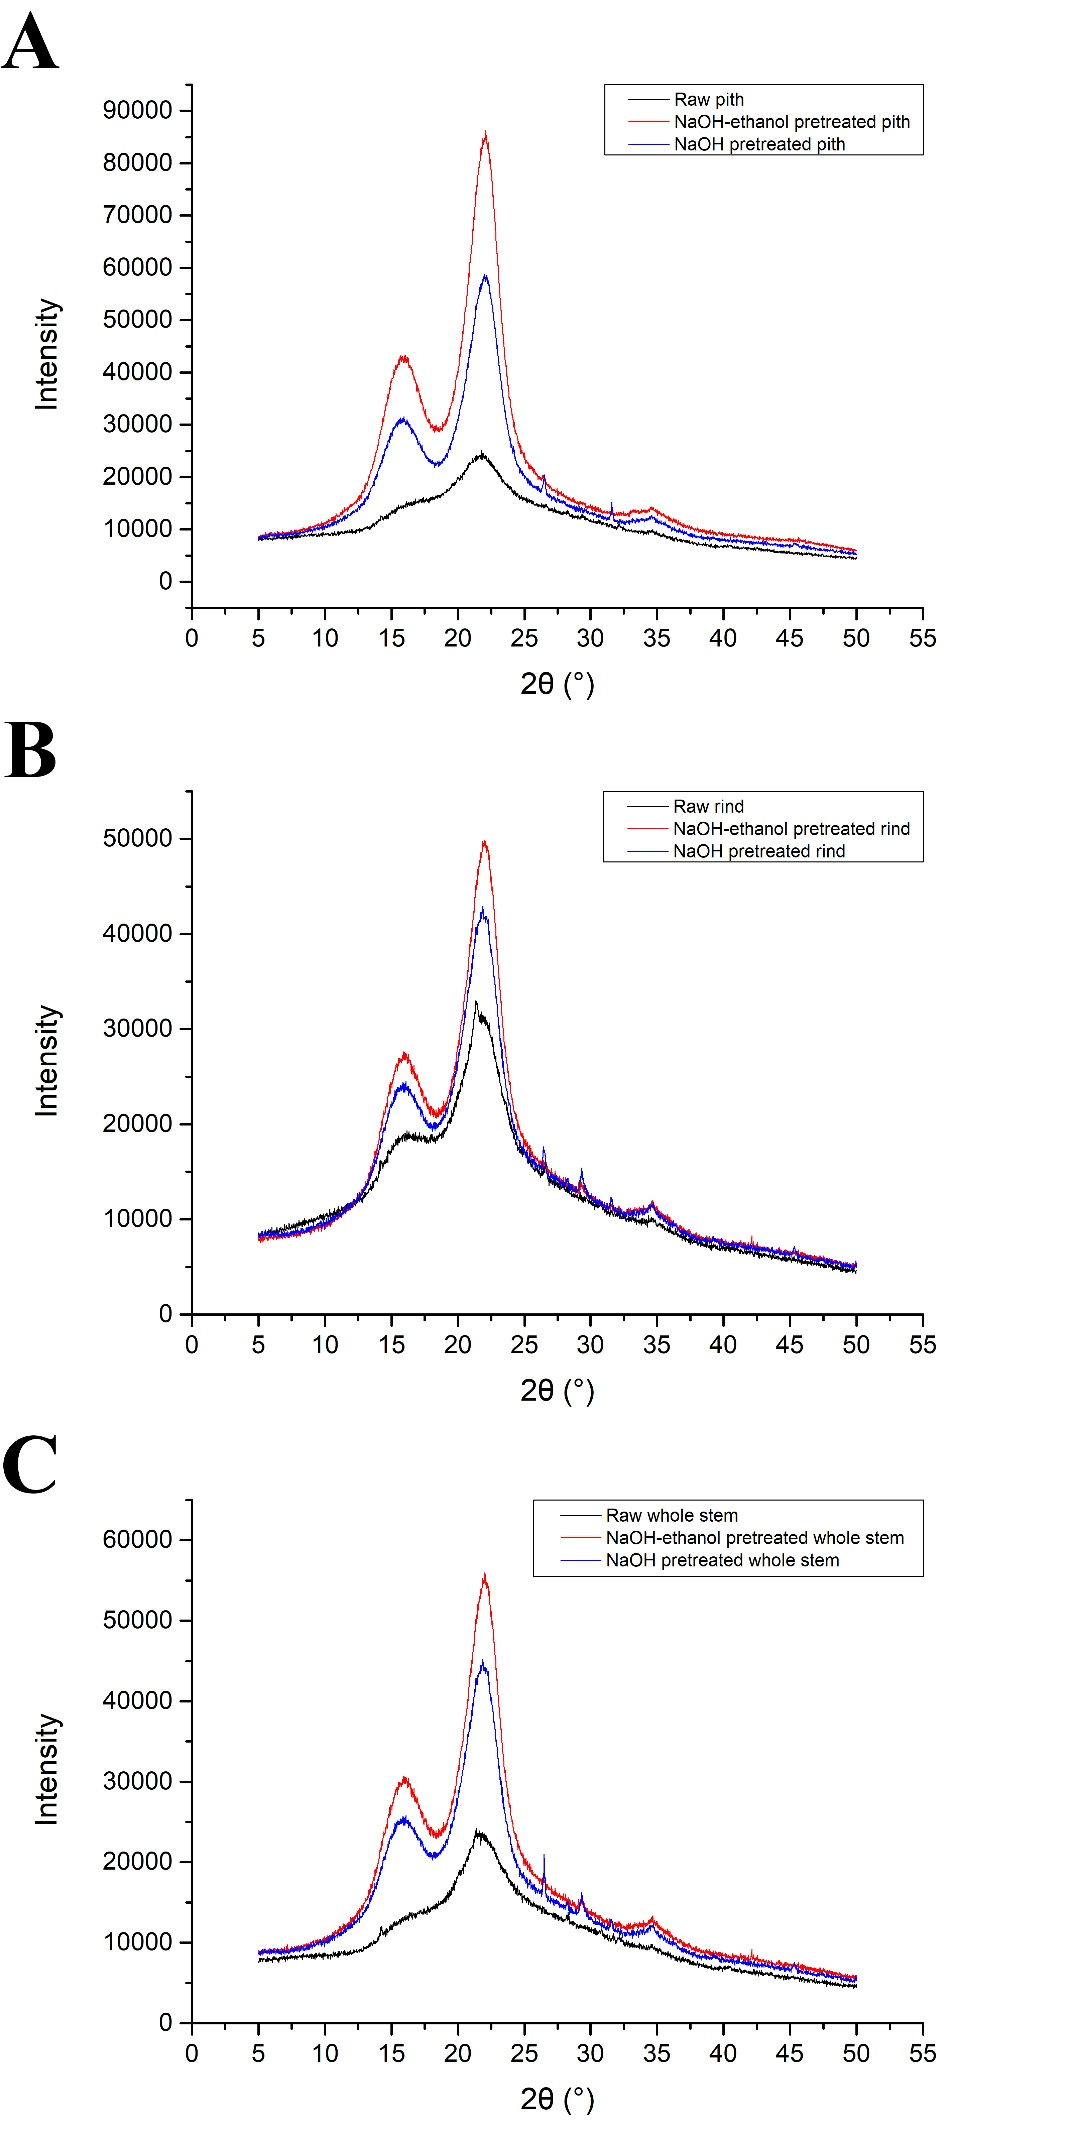 A
90000
80000
70000
60000
50000
40000
30000
20000
10000
0
Intensity
Raw pith
NaOH-ethanol pretreated pith
NaOH pretreated pith
0 5 10 15 20 25 30 35 40 45 50 55
2θ (°)
B
50000
40000
30000
20000
10000
0
Intensity
Raw rind
NaOH-ethanol pretreated rind
NaOH pretreated rind
0 5 10 15 20 25 30 35 40 45 50 55
2θ (°)
C
60000
50000
40000
30000
20000
10000
0
Intensity
Raw whole stem
NaOH-ethanol pretreated whole stem
NaOH pretreated whole stem
0 5 10 15 20 25 30 35 40 45 50 55
2θ (°)